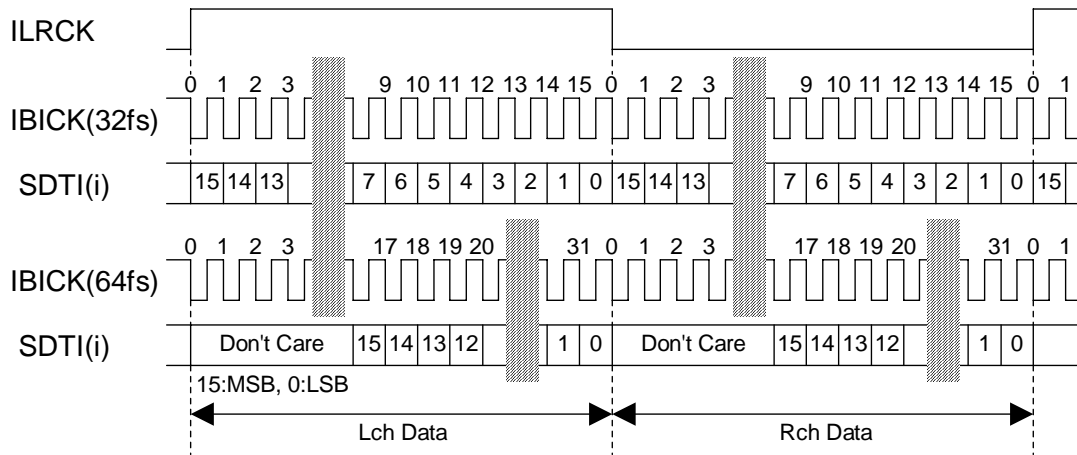 ILRCK
0 1 2 3 9 10 11 12 13 14 15 0 1 2 3 9 10 11 12 13 14 15 0 1
IBICK(32fs)
SDTI(i) 15 14 13 7 6 5 4 3 2 1 0 15 14 13 7 6 5 4 3 2 1 0 15
0 1 2 3 17 18 19 20 31 0 1 2 3 17 18 19 20 31 0 1
IBICK(64fs)
SDTI(i) Don't Care 15 14 13 12 1 0 Don't Care 15 14 13 12 1 0
15:MSB, 0:LSB
Lch Data Rch Data